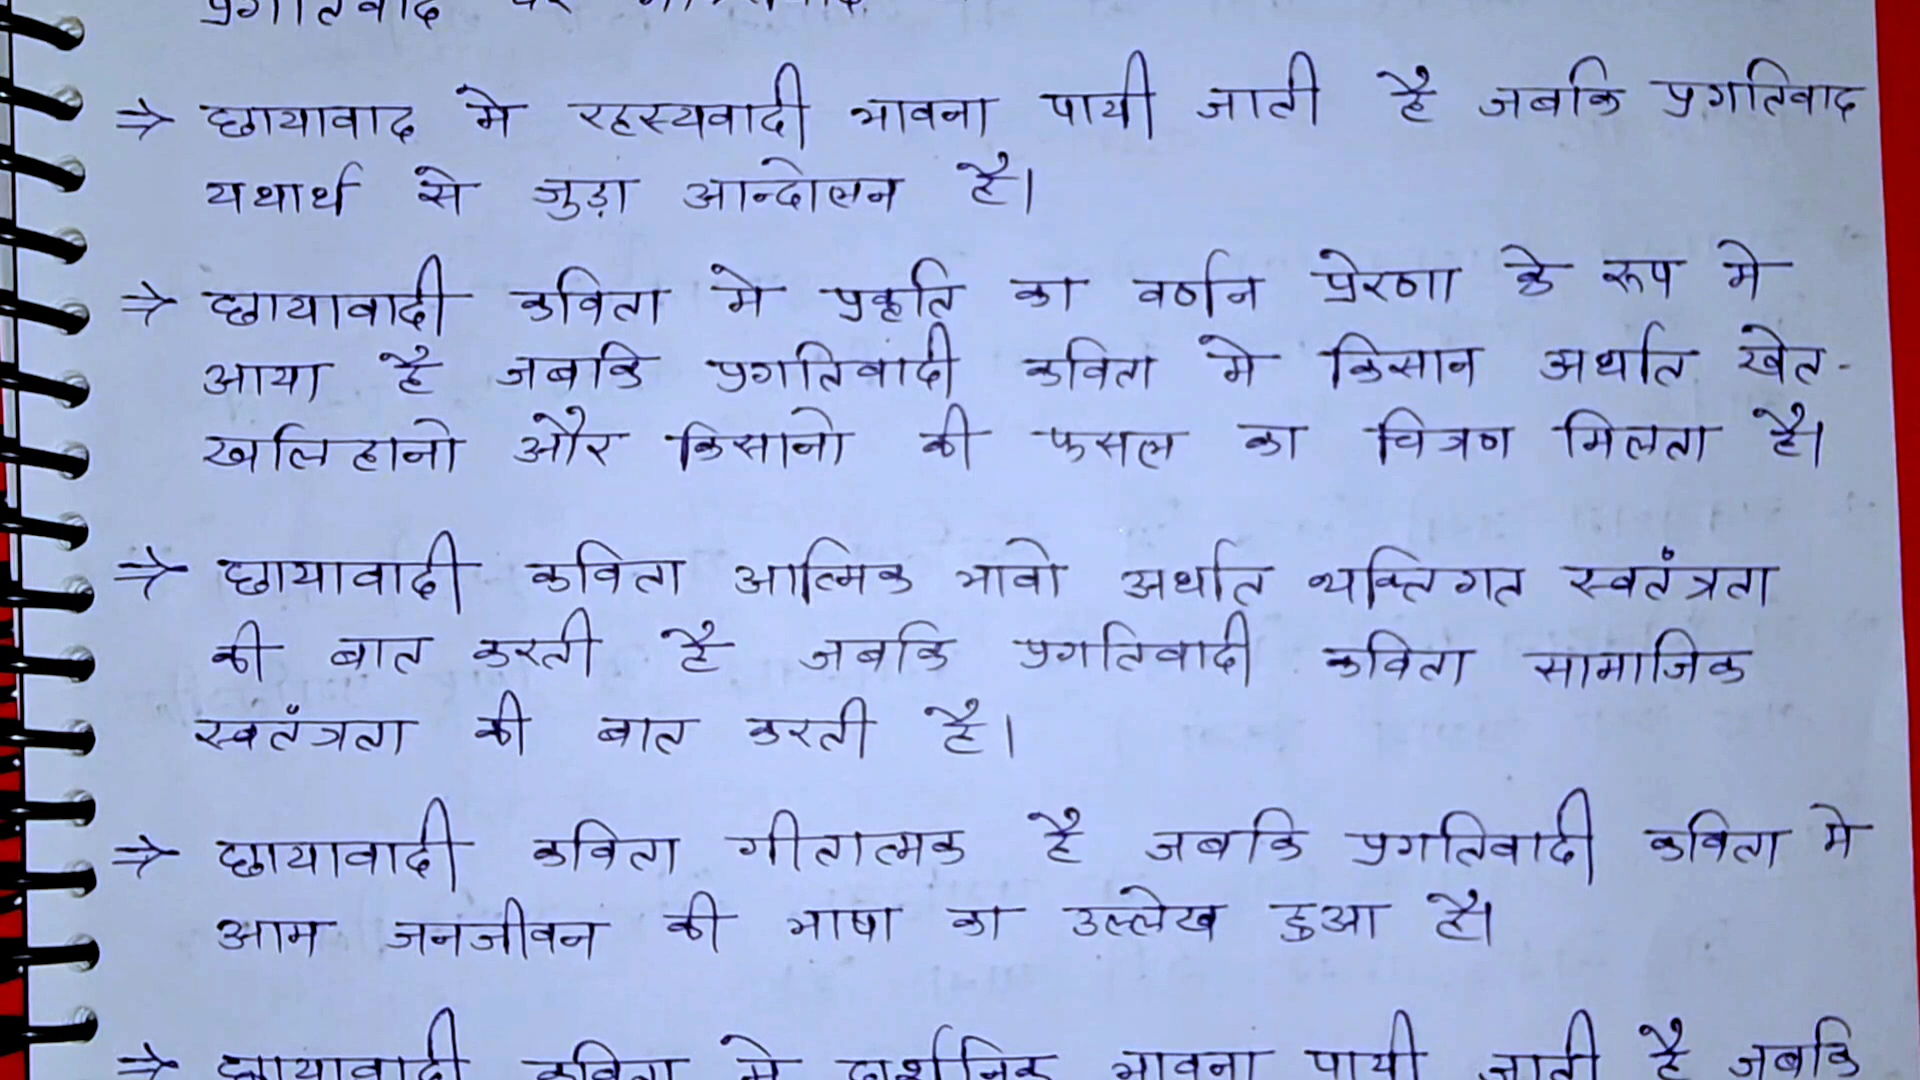 प्रगतिवाद पर
⇒ छायावाद मे रहस्यवादी भावना पायी जाती है जबकि प्रगतिवाद
यथार्थ से जुड़ा आन्दोलन है।
⇒ छायावादी कविता मे प्रकृति का वर्णन प्रेरणा के रूप मे
आया है जबकि प्रगतिवादी कविता मे किसान अर्थात खेत-
खलिहानो और किसानो की फसल का चित्रण मिलता है।
⇒ छायावादी कविता आत्मिक भावो अर्थात व्यक्तिगत स्वतंत्रता
की बात करती है जबकि प्रगतिवादी कविता सामाजिक
स्वतंत्रता की बात करती है।
⇒ छायावादी कविता गीतात्मक है जबकि प्रगतिवादी कविता मे
आम जनजीवन की भाषा का उल्लेख हुआ है।
⇒ छायावादी कविता मे दार्शनिक भावना पायी जाती है जबकि